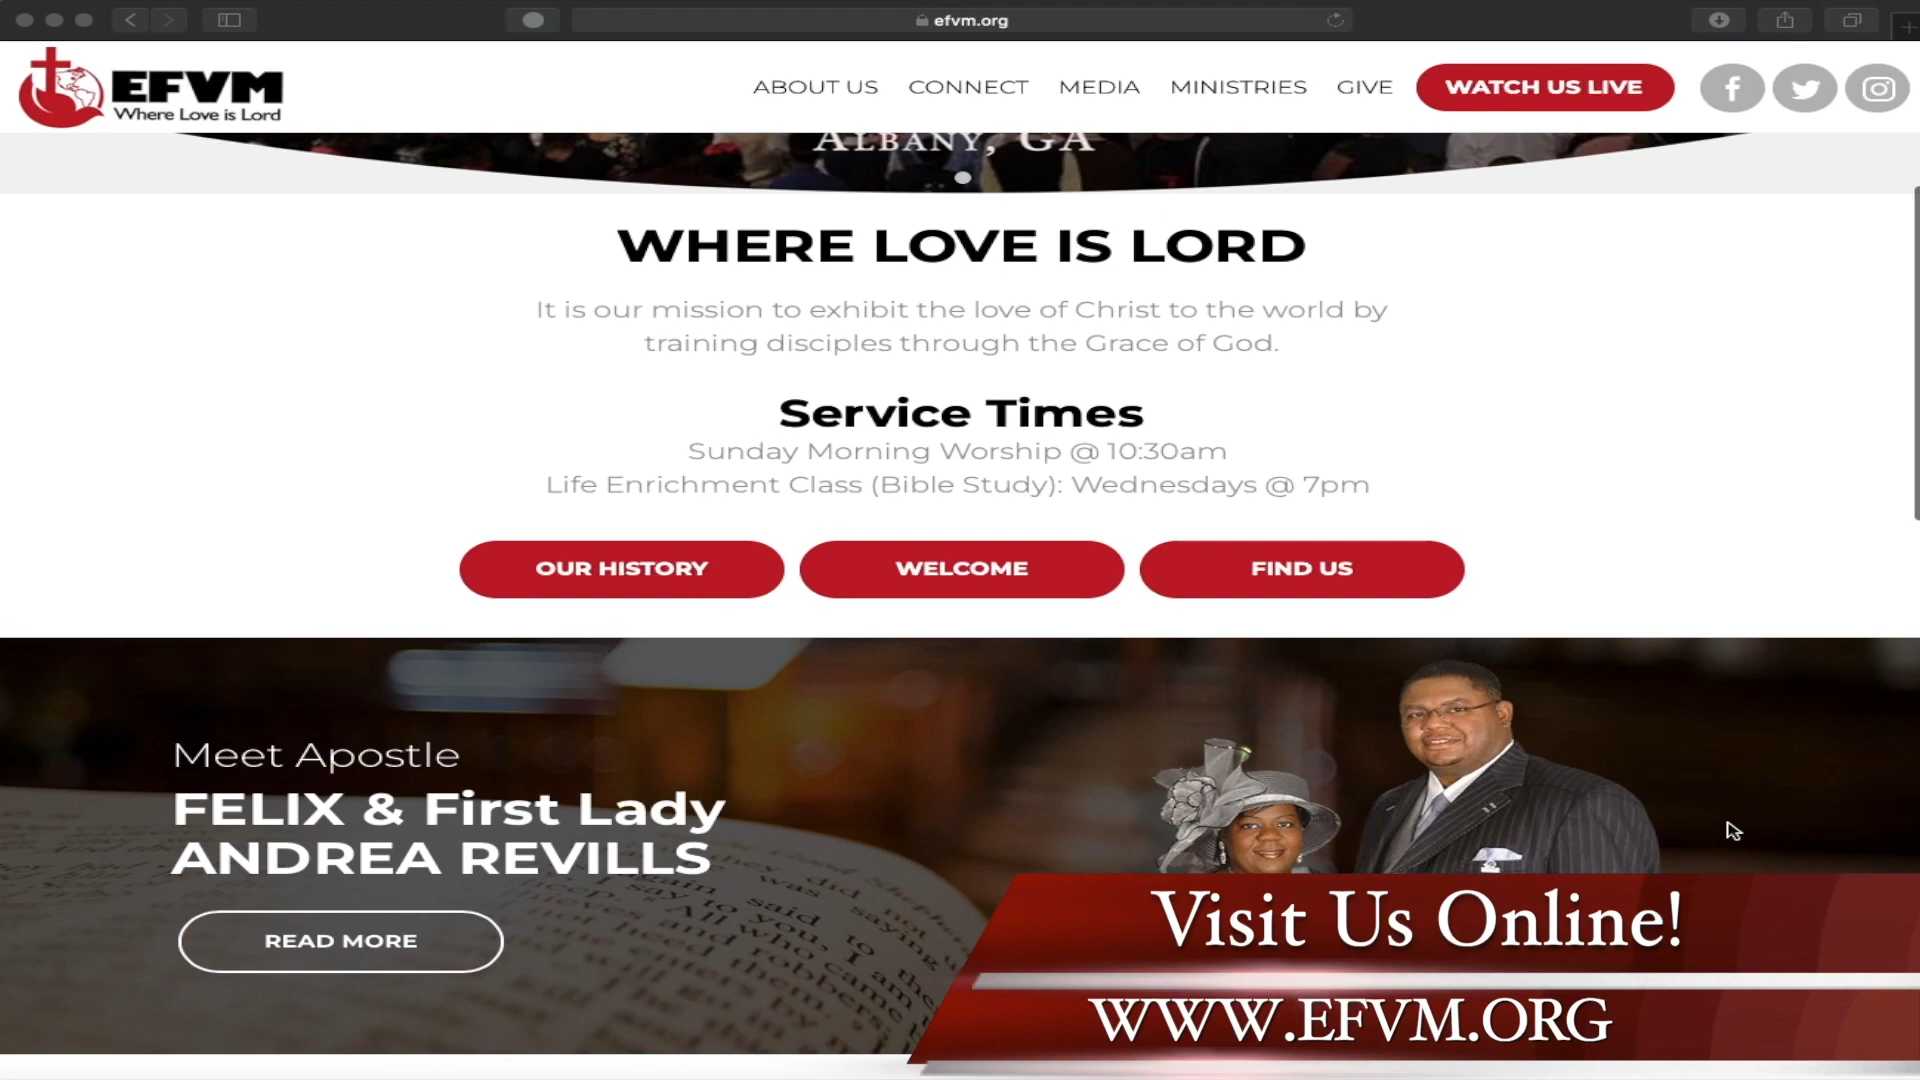 efvm.org
EFVM
Where Love is Lord
ABOUT US CONNECT MEDIA MINISTRIES GIVE WATCH US LIVE
ALBANY, GA
WHERE LOVE IS LORD
It is our mission to exhibit the love of Christ to the world by
training disciples through the Grace of God.
Service Times
Sunday Morning Worship @ 10:30am
Life Enrichment Class (Bible Study): Wednesdays @ 7pm
OUR HISTORY WELCOME FIND US
Meet Apostle
FELIX & First Lady
ANDREA REVILLS
READ MORE
Visit Us Online!
WWW.EFVM.ORG